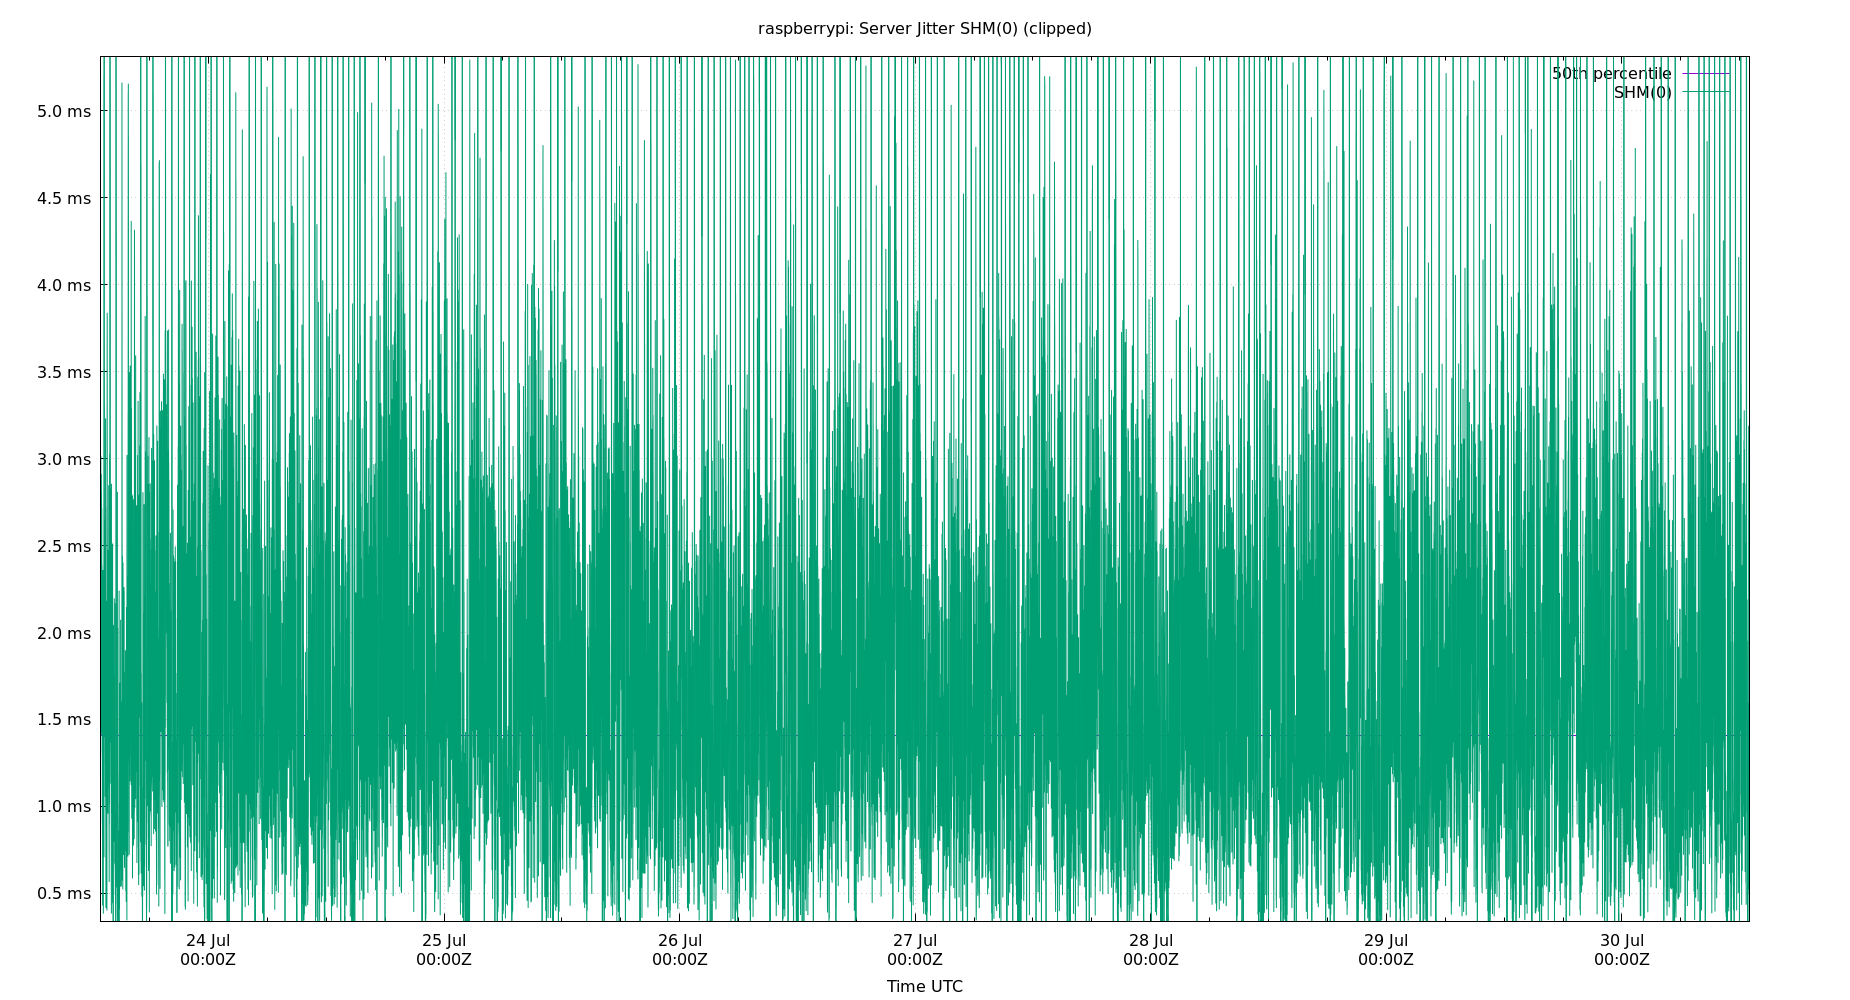 raspberrypi: Server Jitter SHM(0) (clipped)
50th percentile
SHM(0)
5.0 ms
4.5 ms
4.0 ms
3.5 ms
3.0 ms
2.5 ms
2.0 ms
1.5 ms
1.0 ms
0.5 ms
24 Jul 25 Jul 26 Jul 27 Jul 28 Jul 29 Jul 30 Jul
00:00Z 00:00Z 00:00Z 00:00Z 00:00Z 00:00Z 00:00Z
Time UTC